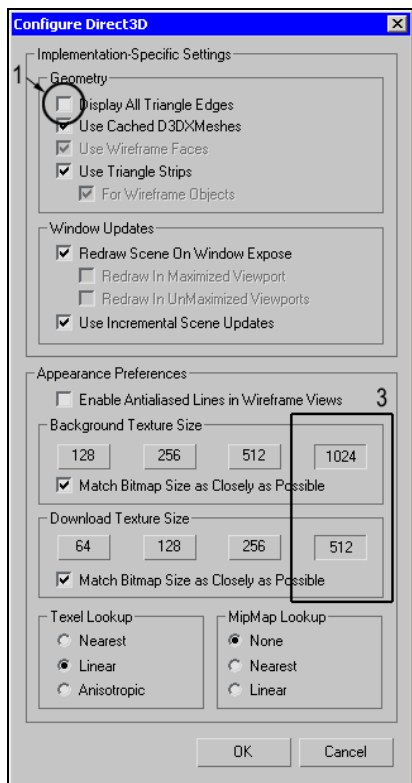 Configure Direct3D
Implementation-Specific Settings
1
Geometry
Display All Triangle Edges
Use Cached D3DXMeshes
Use Wireframe Faces
Use Triangle Strips
For Wireframe Objects
Window Updates
Redraw Scene On Window Expose
Redraw In Maximized Viewport
Redraw In UnMaximized Viewports
Use Incremental Scene Updates
Appearance Preferences
Enable Antialiased Lines in Wireframe Views
3
Background Texture Size
128 256 512 1024
Match Bitmap Size as Closely as Possible
Download Texture Size
64 128 256 512
Match Bitmap Size as Closely as Possible
Texel Lookup
Nearest
Linear
Anisotropic
MipMap Lookup
None
Nearest
Linear
OK Cancel